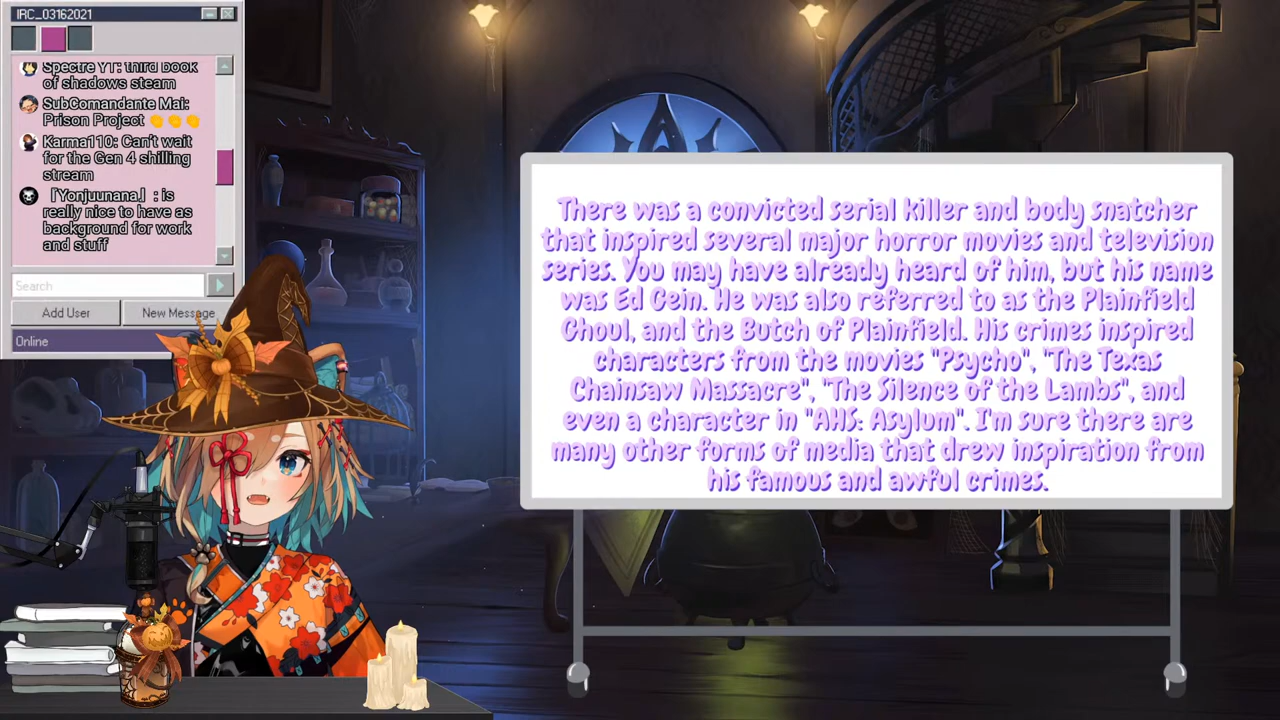 IRC_03162021
Spectre YT: third book
of shadows steam
SubComandante Mai:
Prison Project 👏👏👏
Karma110: Can't wait
for the Gen 4 shilling
stream
「Yonjuunana」: is
really nice to have as
background for work
and stuff
Search
Add User
New Message
Online
There was a convicted serial killer and body snatcher
that inspired several major horror movies and television
series. You may have already heard of him, but his name
was Ed Gein. He was also referred to as the Plainfield
Ghoul, and the Butch of Plainfield. His crimes inspired
characters from the movies "Psycho", "The Texas
Chainsaw Massacre", "The Silence of the Lambs", and
even a character in "AHS: Asylum". I'm sure there are
many other forms of media that drew inspiration from
his famous and awful crimes.